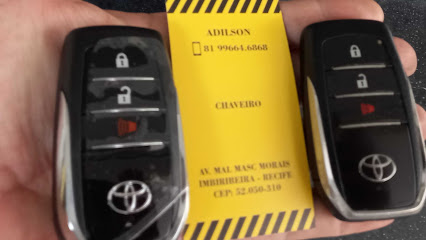 ADILSON
81 99664.6868
CHAVEIRO
AV. MAL MASC MORAIS
IMBIRIBEIRA - RECIFE
CEP: 52.050-310